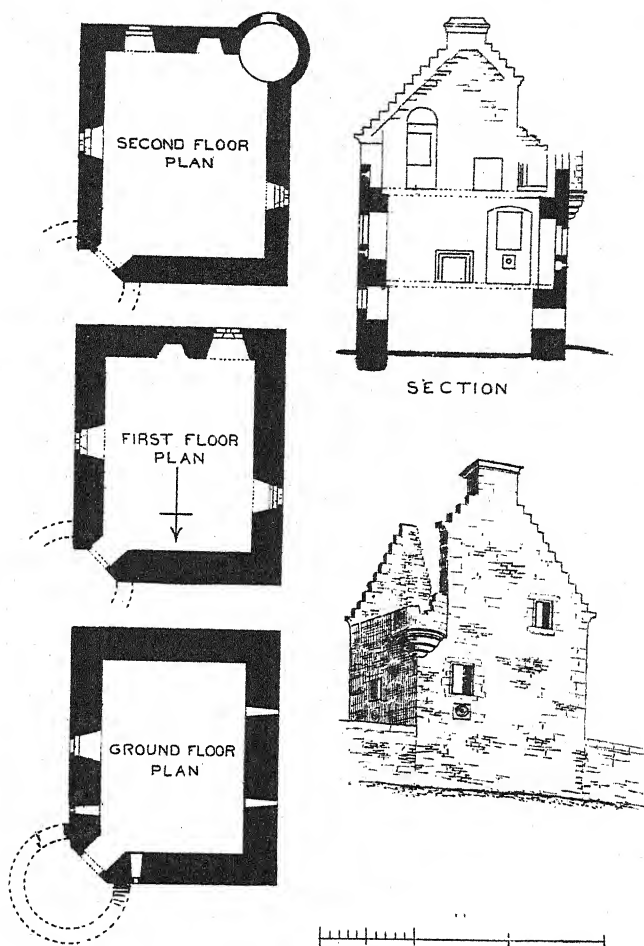 SECOND FLOOR
PLAN
SECTION
FIRST FLOOR
PLAN
GROUND FLOOR
PLAN